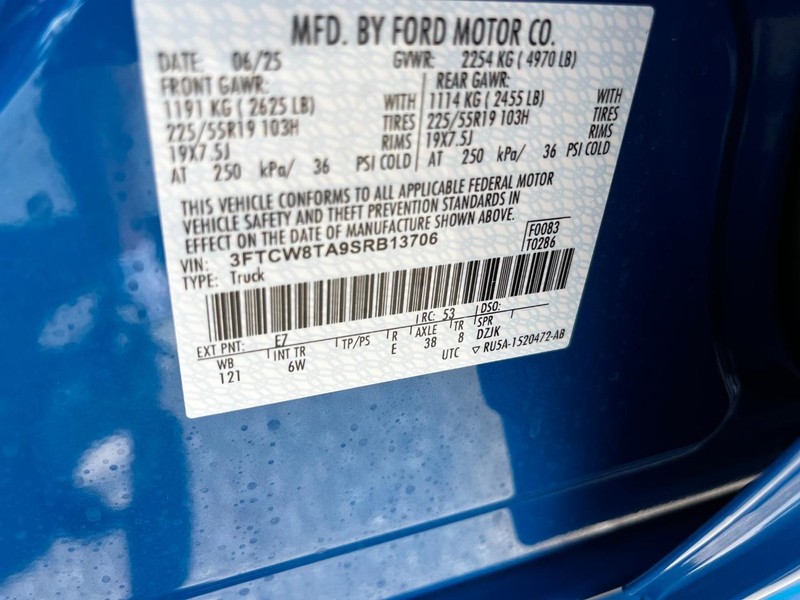 MFD. BY FORD MOTOR CO.
DATE: 06/25 GVWR: 2254 KG ( 4970 LB)
FRONT GAWR: REAR GAWR:
1191 KG ( 2625 LB) WITH 1114 KG ( 2455 LB) WITH
225/55R19 103H TIRES 225/55R19 103H TIRES
19X7.5J RIMS 19X7.5J RIMS
AT 250 kPa/ 36 PSI COLD AT 250 kPa/ 36 PSI COLD
THIS VEHICLE CONFORMS TO ALL APPLICABLE FEDERAL MOTOR
VEHICLE SAFETY AND THEFT PREVENTION STANDARDS IN
EFFECT ON THE DATE OF MANUFACTURE SHOWN ABOVE.
VIN: 3FTCW8TA9SRB13706 F0083
TYPE: Truck T0286
EXT PNT: E7 RC: 53 DSO:
WB INT TR TP/PS R AXLE TR SPR
121 6W E 38 8 DZJK
UTC ▽RU5A-1520472-AB